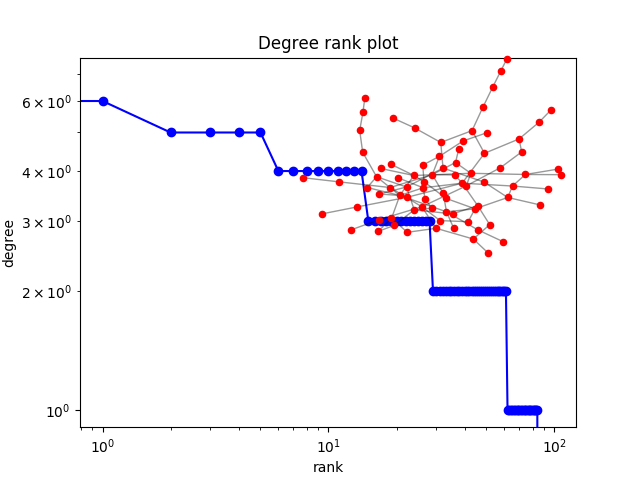 Degree rank plot
6 × 10⁰
4 × 10⁰
3 × 10⁰
2 × 10⁰
10⁰
degree
10⁰ 10¹ 10²
rank